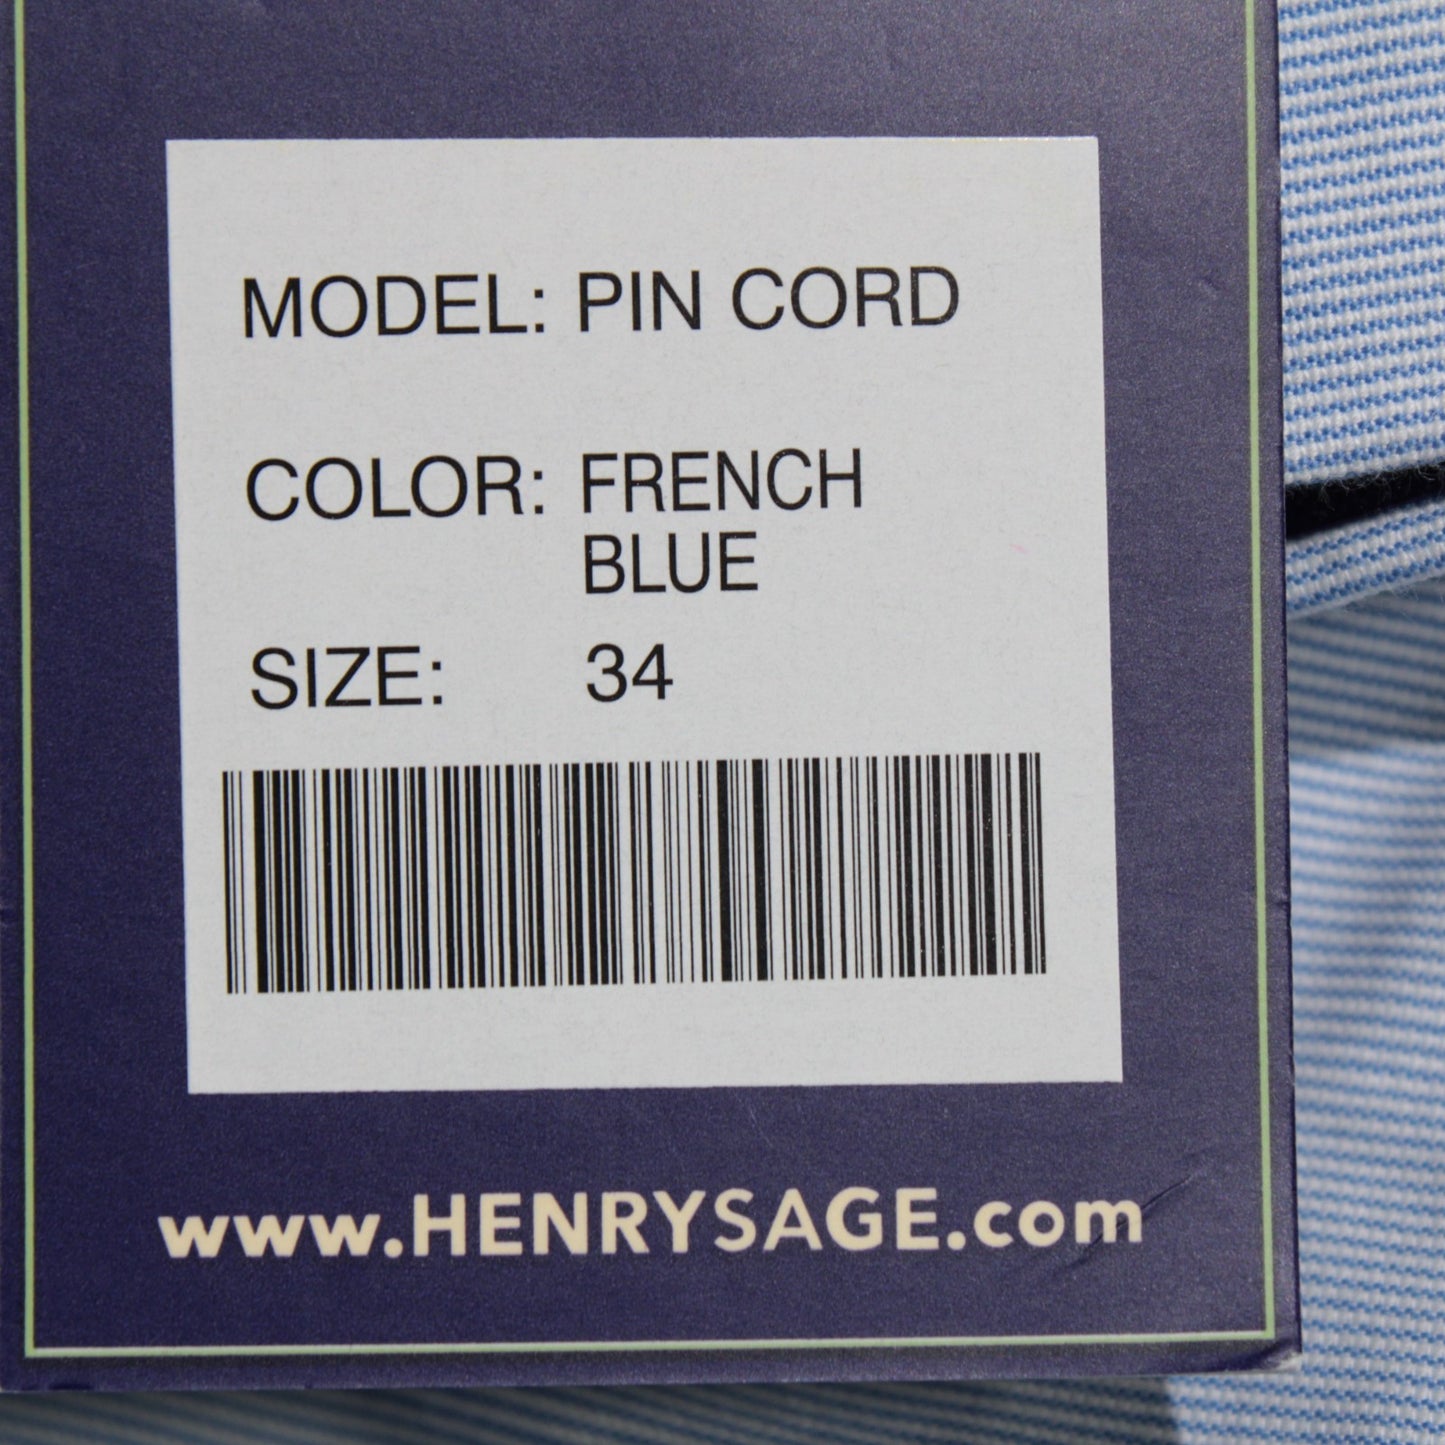 MODEL: PIN CORD
COLOR: FRENCH
BLUE
SIZE: 34
www.HENRYSAGE.com